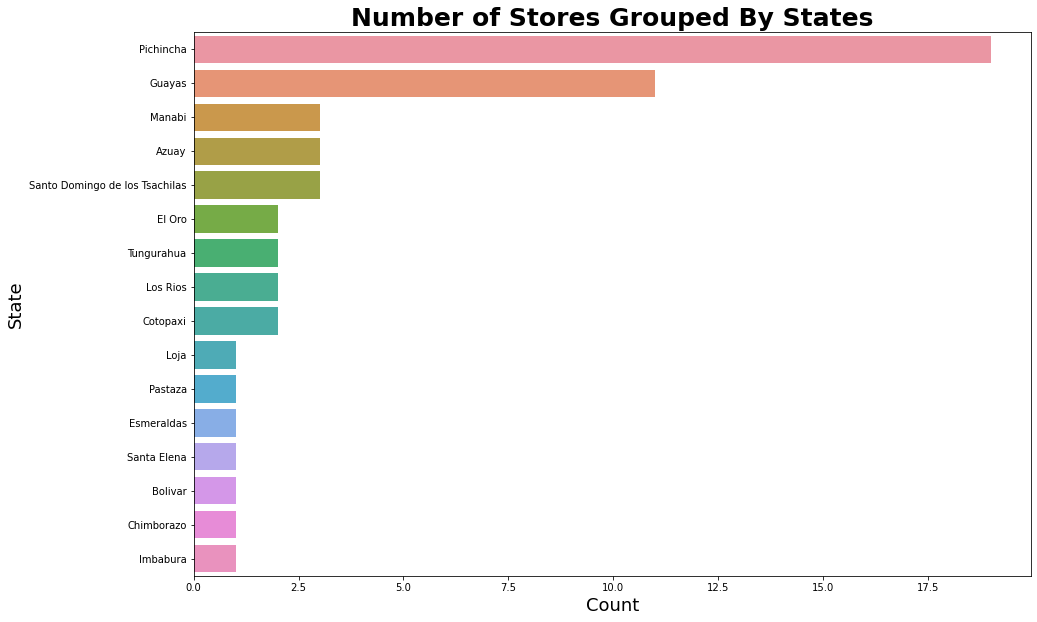 Number of Stores Grouped By States
Pichincha
Guayas
Manabi
Azuay
Santo Domingo de los Tsachilas
El Oro
Tungurahua
Los Rios
Cotopaxi
Loja
Pastaza
Esmeraldas
Santa Elena
Bolivar
Chimborazo
Imbabura
State
0.0 2.5 5.0 7.5 10.0 12.5 15.0 17.5
Count